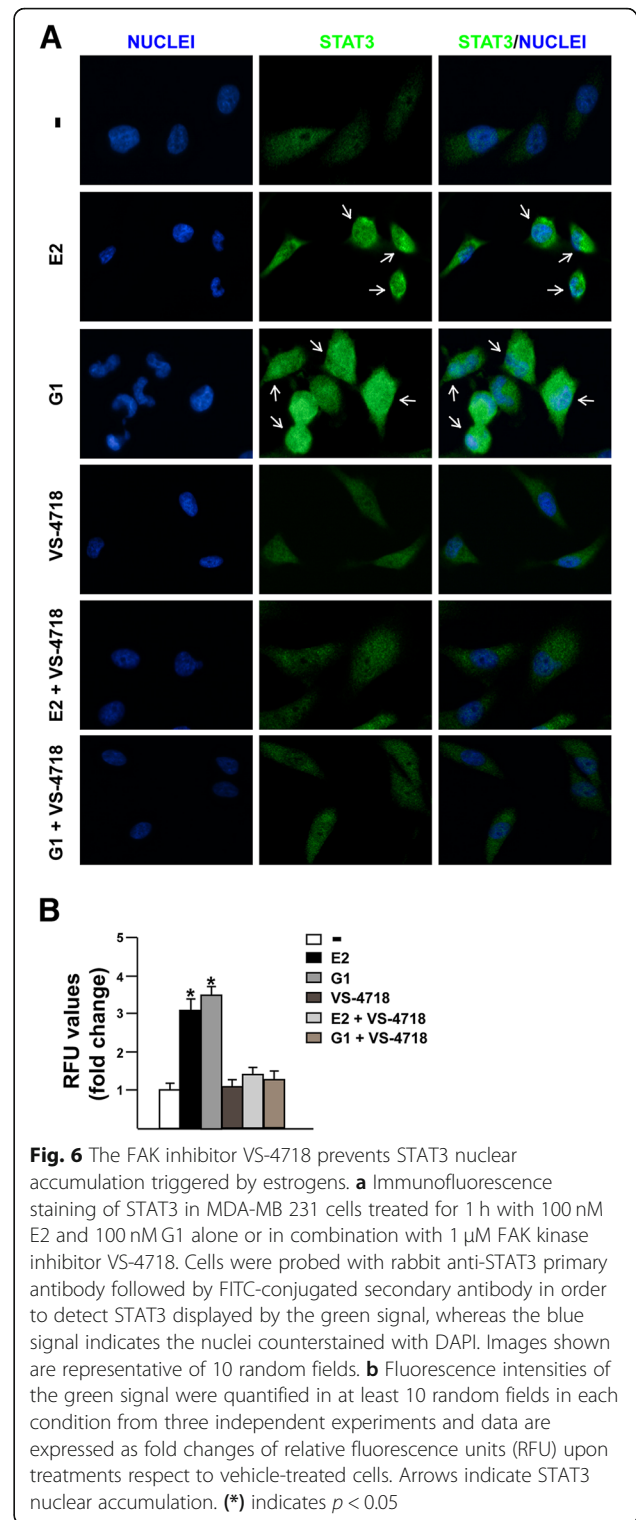 A
NUCLEI STAT3 STAT3/NUCLEI
-
E2
G1
VS-4718
E2 + VS-4718
G1 + VS-4718
B
RFU values
(fold change)
5
4
3
2
1
* *
-
E2
G1
VS-4718
E2 + VS-4718
G1 + VS-4718
Fig. 6 The FAK inhibitor VS-4718 prevents STAT3 nuclear
accumulation triggered by estrogens. a Immunofluorescence
staining of STAT3 in MDA-MB 231 cells treated for 1 h with 100 nM
E2 and 100 nM G1 alone or in combination with 1 μM FAK kinase
inhibitor VS-4718. Cells were probed with rabbit anti-STAT3 primary
antibody followed by FITC-conjugated secondary antibody in order
to detect STAT3 displayed by the green signal, whereas the blue
signal indicates the nuclei counterstained with DAPI. Images shown
are representative of 10 random fields. b Fluorescence intensities of
the green signal were quantified in at least 10 random fields in each
condition from three independent experiments and data are
expressed as fold changes of relative fluorescence units (RFU) upon
treatments respect to vehicle-treated cells. Arrows indicate STAT3
nuclear accumulation. (*) indicates p < 0.05